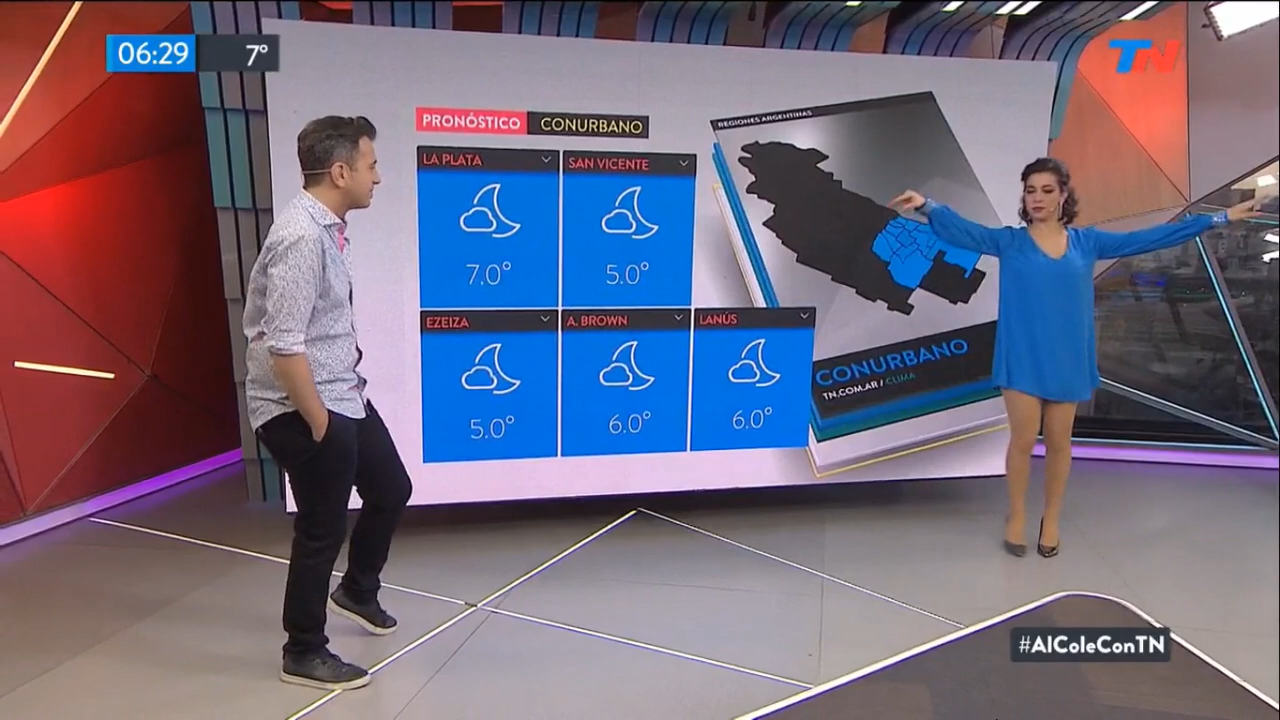 06:29 7°
TN
PRONÓSTICO CONURBANO
REGIONES ARGENTINAS
LA PLATA
7.0°
SAN VICENTE
5.0°
EZEIZA
5.0°
A. BROWN
6.0°
LANÚS
6.0°
CONURBANO
TN.COM.AR / CLIMA
#AlColeConTN